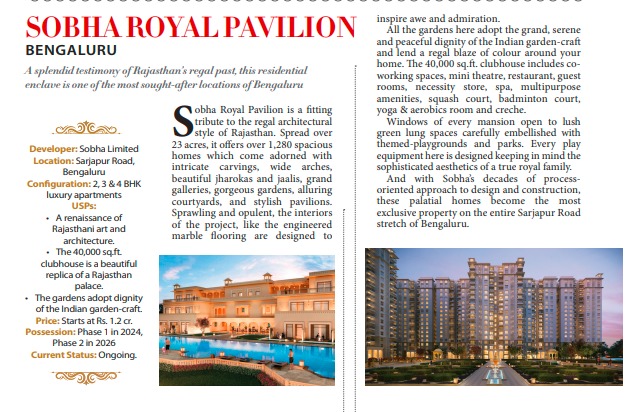 SOBHA ROYAL PAVILION
BENGALURU
A splendid testimony of Rajasthan's regal past, this residential
enclave is one of the most sought-after locations of Bengaluru
Developer: Sobha Limited
Location: Sarjapur Road,
Bengaluru
Configuration: 2, 3 & 4 BHK
luxury apartments
USPs:
• A renaissance of
Rajasthani art and
architecture.
• The 40,000 sq.ft.
clubhouse is a beautiful
replica of a Rajasthan
palace.
• The gardens adopt dignity
of the Indian garden-craft.
Price: Starts at Rs. 1.2 cr.
Possession: Phase 1 in 2024,
Phase 2 in 2026
Current Status: Ongoing.
Sobha Royal Pavilion is a fitting
tribute to the regal architectural
style of Rajasthan. Spread over
23 acres, it offers over 1,280 spacious
homes which come adorned with
intricate carvings, wide arches,
beautiful jharokas and jaalis, grand
galleries, gorgeous gardens, alluring
courtyards, and stylish pavilions.
Sprawling and opulent, the interiors
of the project, like the engineered
marble flooring are designed to
inspire awe and admiration.
All the gardens here adopt the grand, serene
and peaceful dignity of the Indian garden-craft
and lend a regal blaze of colour around your
home. The 40,000 sq.ft. clubhouse includes co-
working spaces, mini theatre, restaurant, guest
rooms, necessity store, spa, multipurpose
amenities, squash court, badminton court,
yoga & aerobics room and creche.
Windows of every mansion open to lush
green lung spaces carefully embellished with
themed-playgrounds and parks. Every play
equipment here is designed keeping in mind the
sophisticated aesthetics of a true royal family.
And with Sobha's decades of process-
oriented approach to design and construction,
these palatial homes become the most
exclusive property on the entire Sarjapur Road
stretch of Bengaluru.